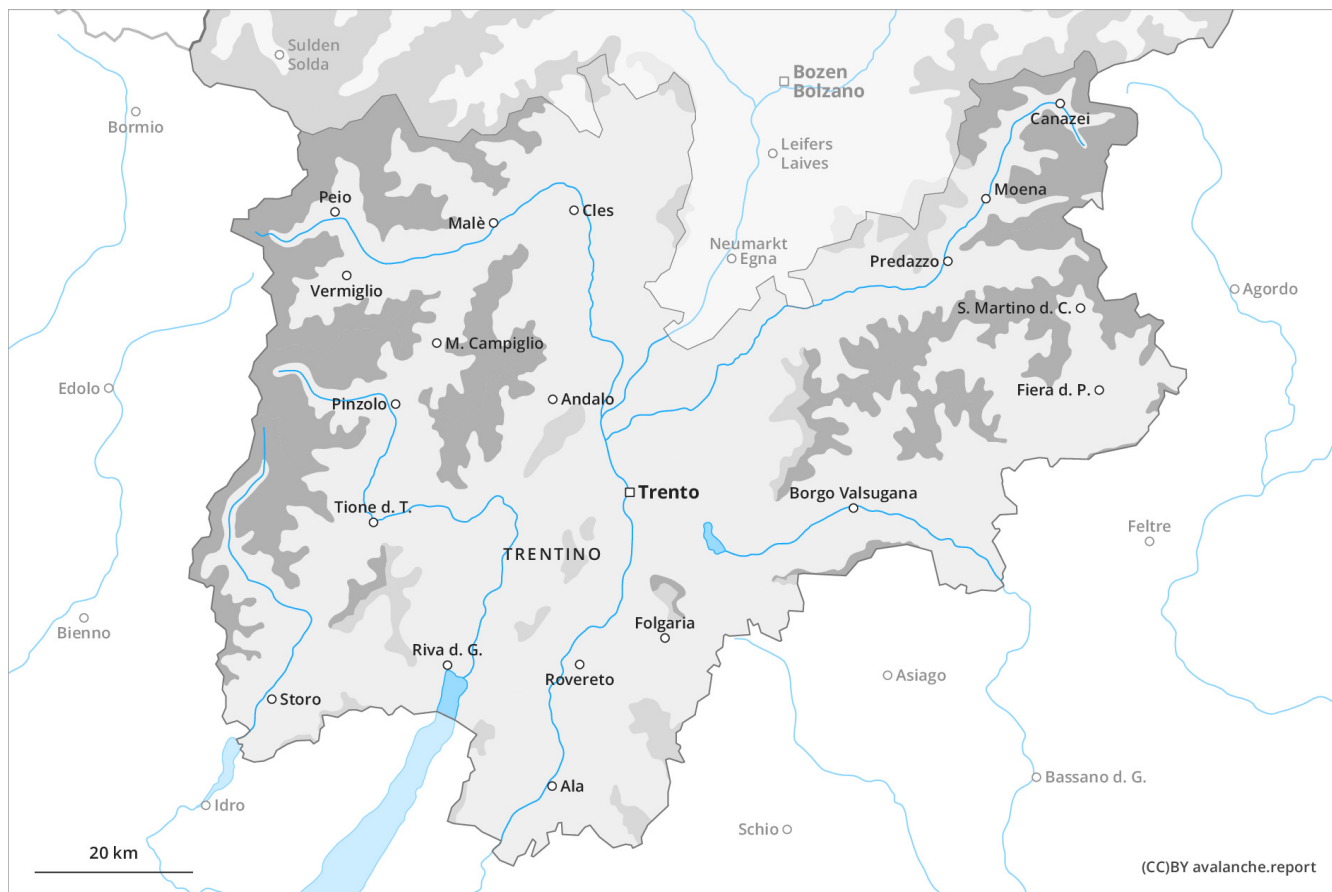 Sulden
Solda
Bozen
Bolzano
Bormio
Canazei
Leifers
Laives
Peio
Moena
Malè
Cles
Neumarkt
Egna
Predazzo
Vermiglio
Agordo
S. Martino d. C.
M. Campiglio
Edolo
Fiera d. P.
Pinzolo
Andalo
Trento
Borgo Valsugana
Tione d. T.
Feltre
TRENTINO
Bienno
Folgaria
Riva d. G.
Rovereto
Asiago
Storo
Bassano d. G.
Ala
Idro
Schio
20 km
(CC)BY avalanche.report